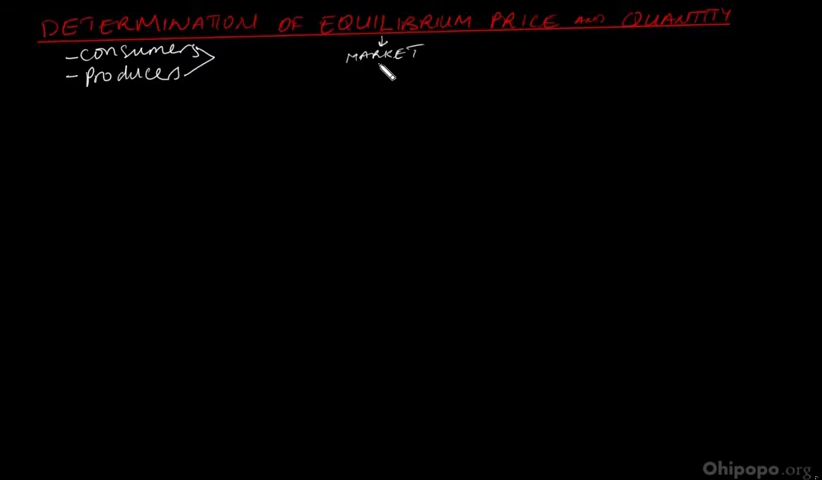 DETERMINATION OF EQUILIBRIUM PRICE AND QUANTITY
- Consumers
- Producers
MARKET
Ohipopo.org